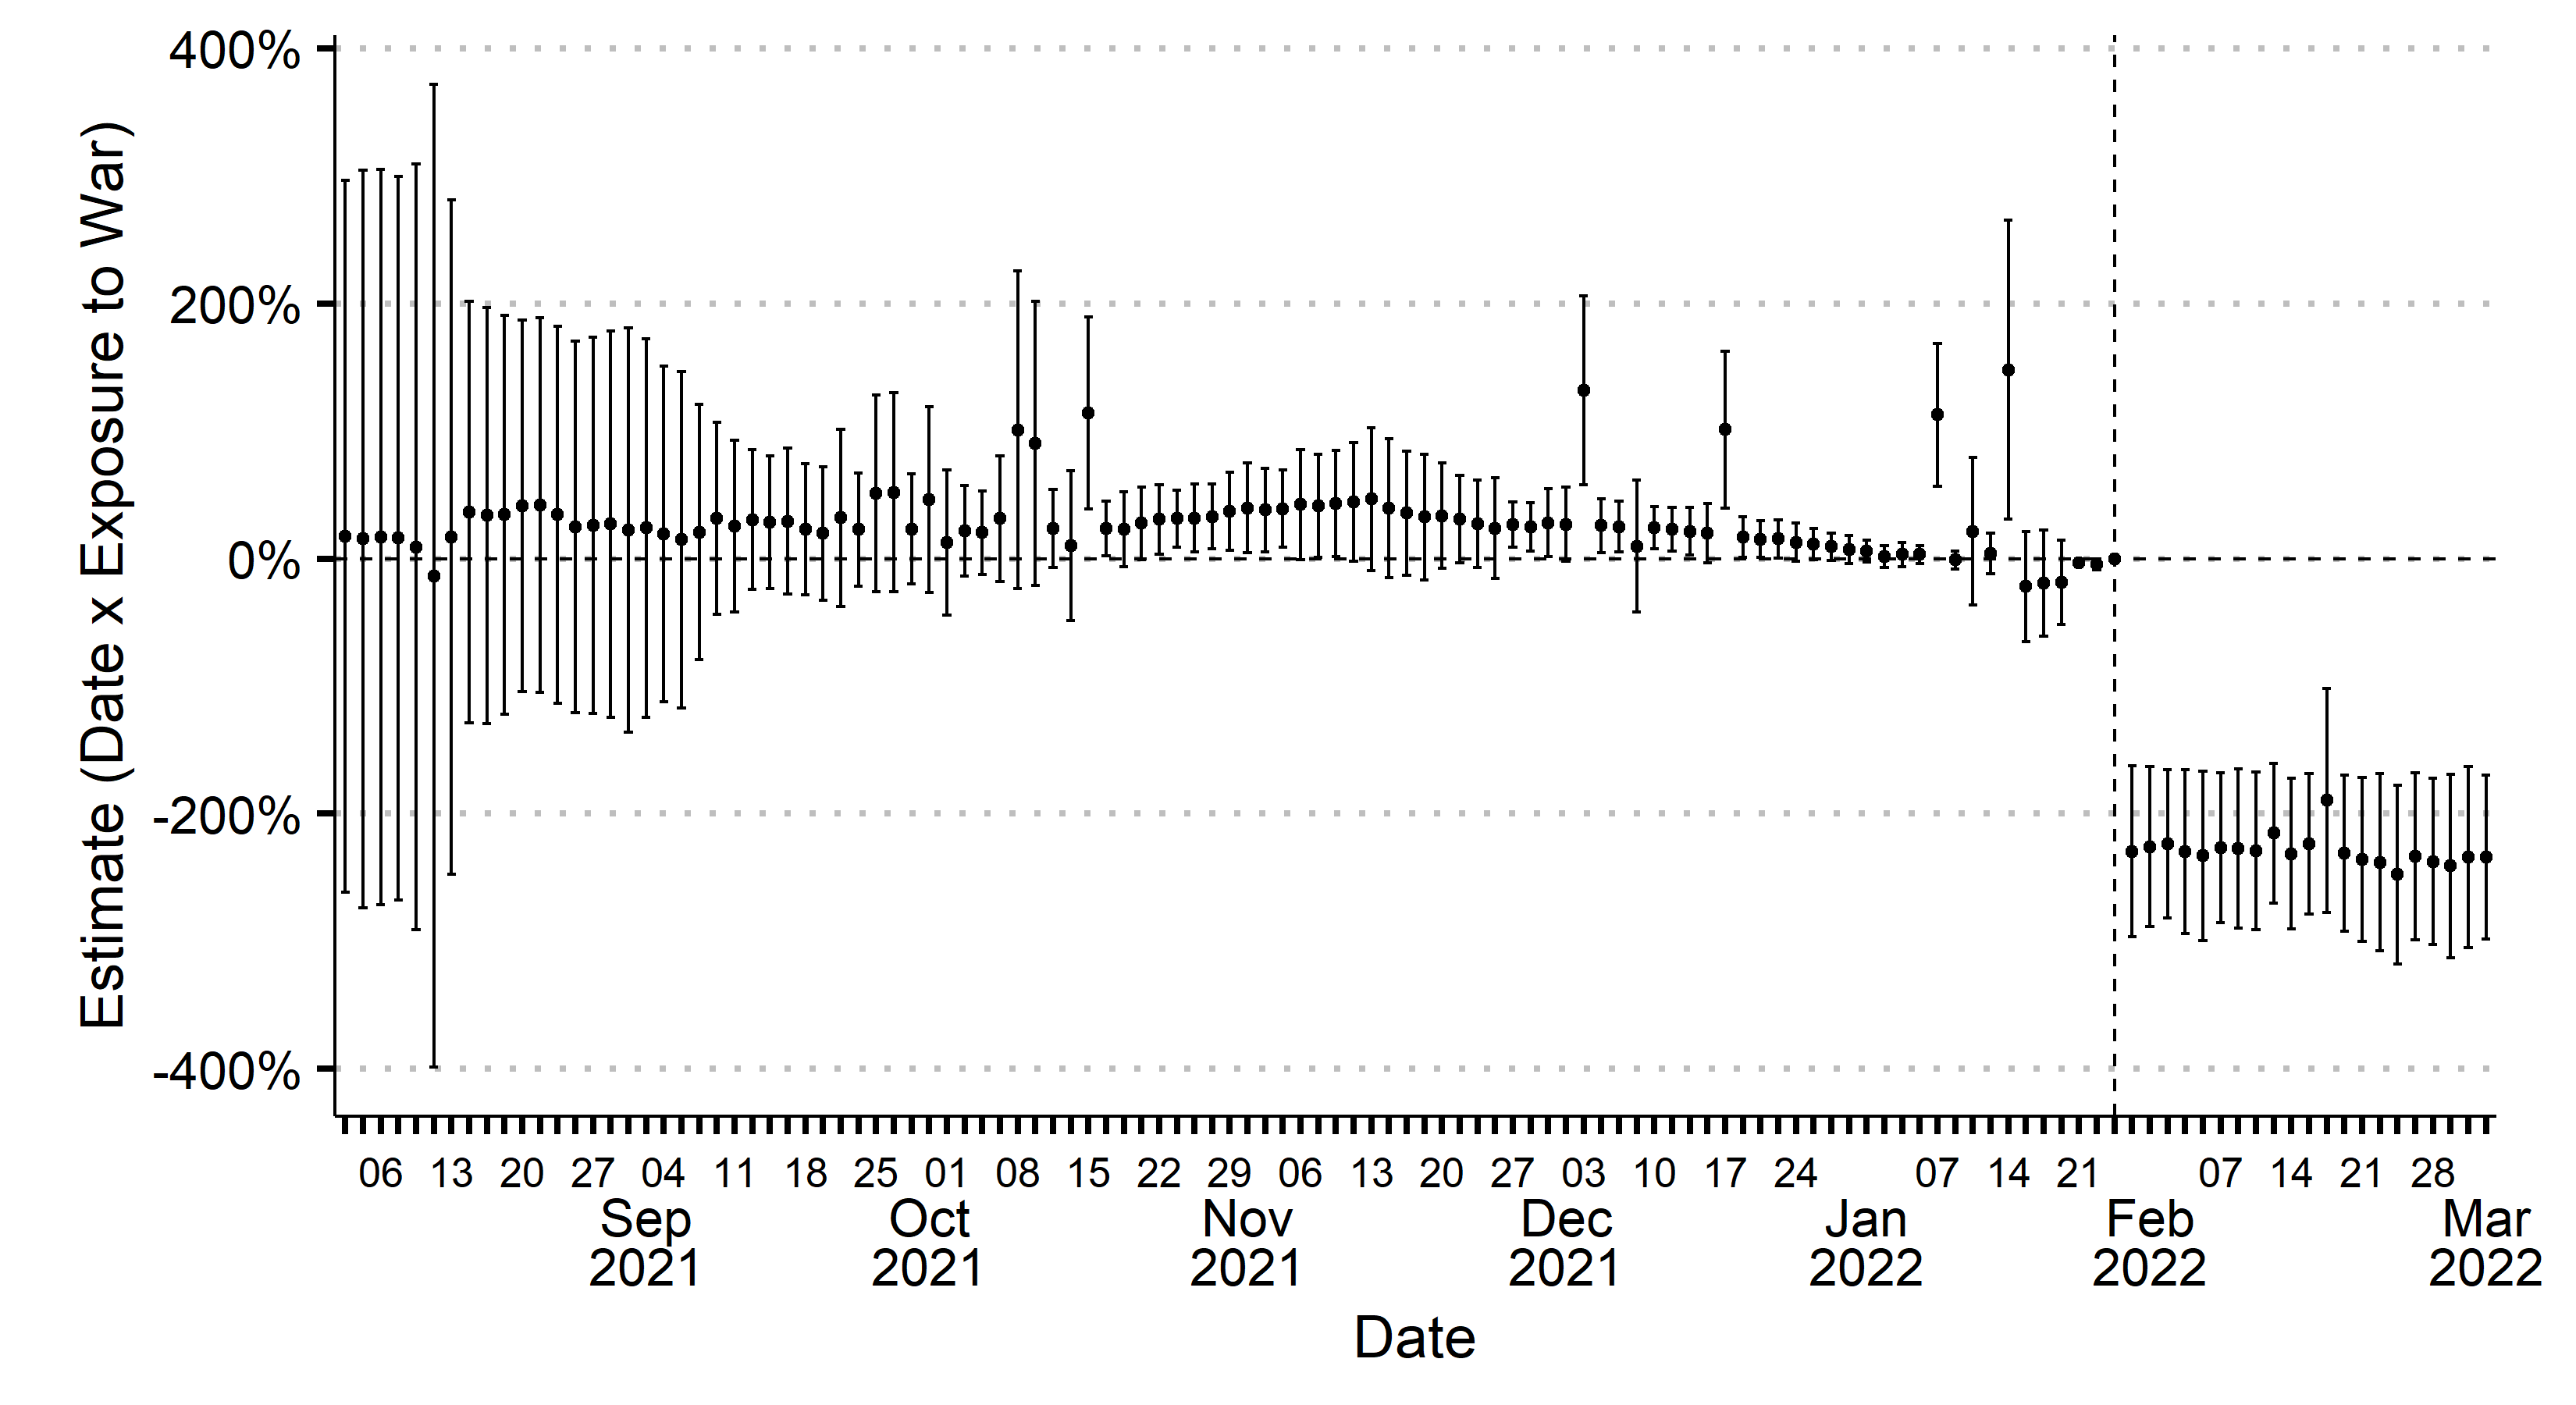 Estimate (Date x Exposure to War)
400%
200%
0%
-200%
-400%
06 13 20 27 04 11 18 25 01 08 15 22 29 06 13 20 27 03 10 17 24 07 14 21 07 14 21 28
Sep Oct Nov Dec Jan Feb Mar
2021 2021 2021 2021 2022 2022 2022
Date